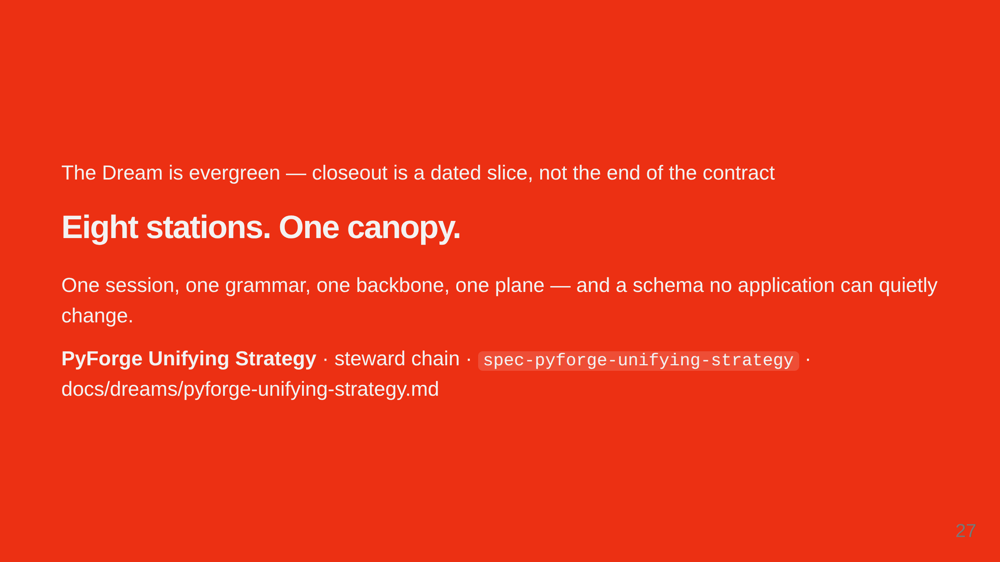 The Dream is evergreen — closeout is a dated slice, not the end of the contract
Eight stations. One canopy.
One session, one grammar, one backbone, one plane — and a schema no application can quietly
change.
PyForge Unifying Strategy · steward chain · spec-pyforge-unifying-strategy ·
docs/dreams/pyforge-unifying-strategy.md
27